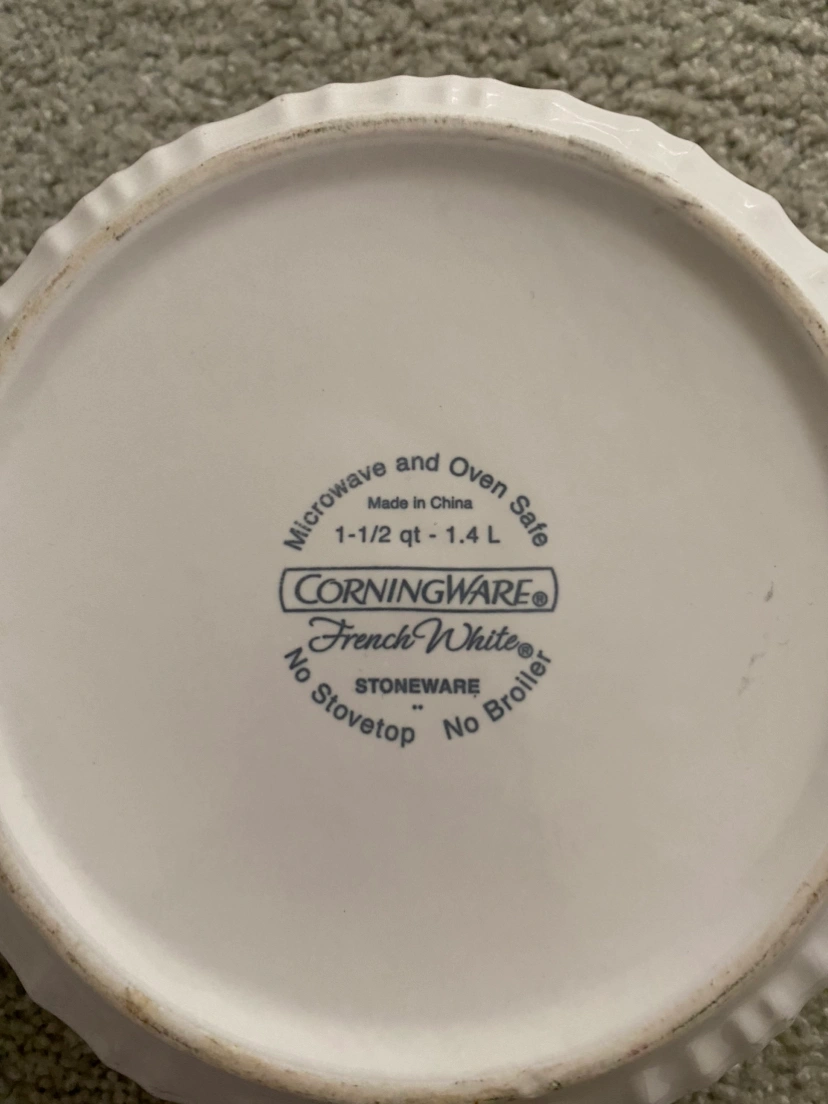 Microwave and Oven Safe
Made in China
1-1/2 qt - 1.4 L
CORNINGWARE®
French White®
STONEWARE
No Stovetop No Broiler